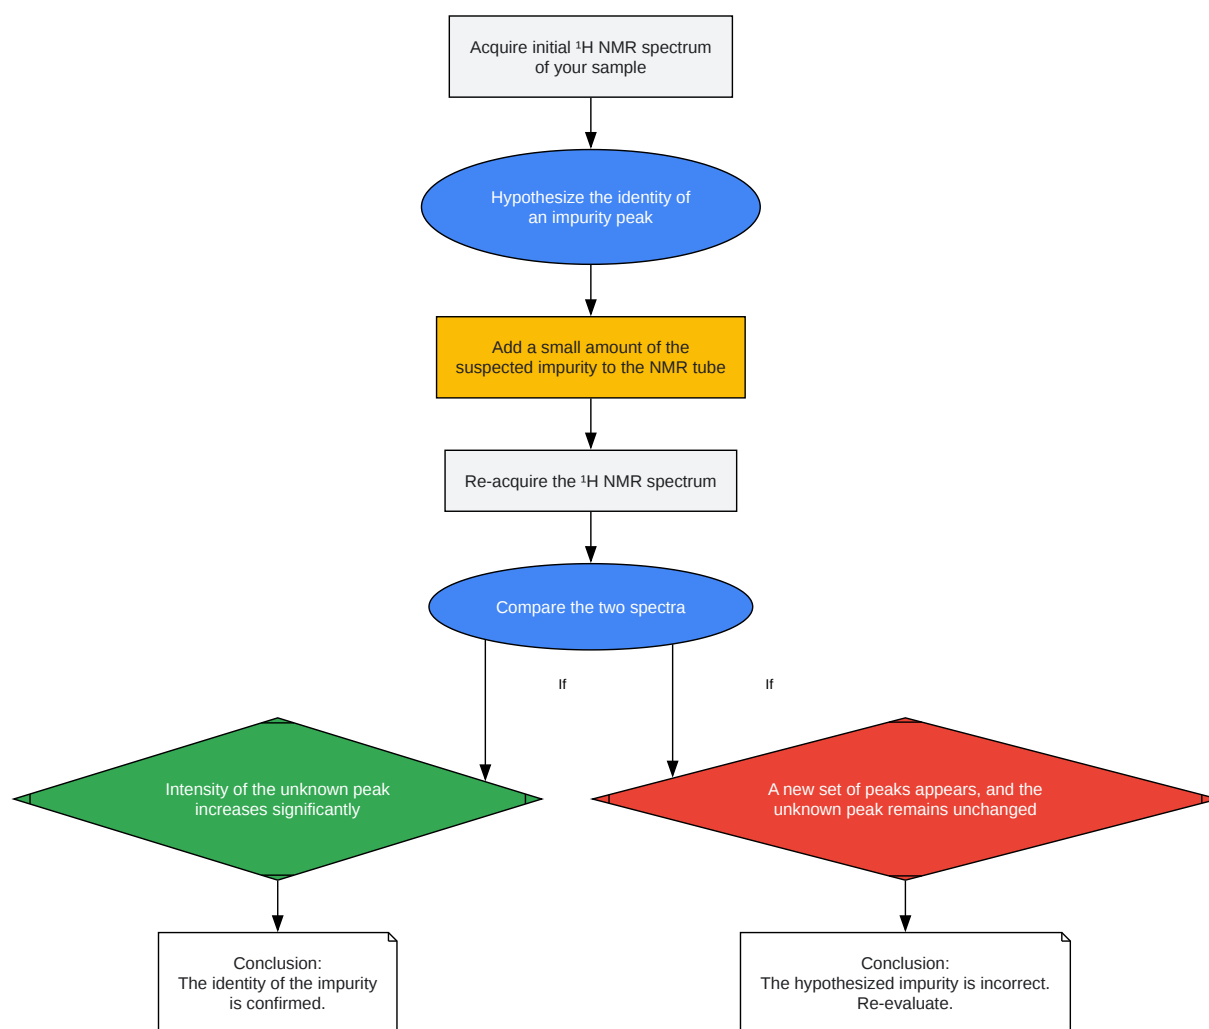 Acquire initial ¹H NMR spectrum
of your sample
Hypothesize the identity of
an impurity peak
Add a small amount of the
suspected impurity to the NMR tube
Re-acquire the ¹H NMR spectrum
Compare the two spectra
If
If
Intensity of the unknown peak
increases significantly
A new set of peaks appears, and the
unknown peak remains unchanged
Conclusion:
The identity of the impurity
is confirmed.
Conclusion:
The hypothesized impurity is incorrect.
Re-evaluate.